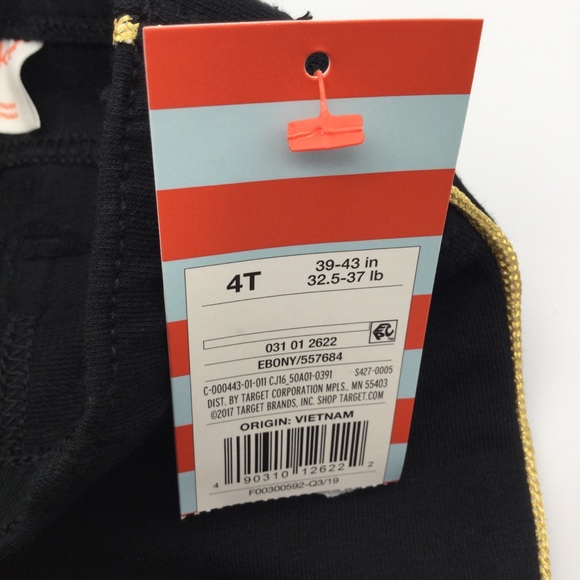 4T
39-43 in
32.5-37 lb
031 01 2622
EBONY/557684
C-000443-01-011 CJ16_50A01-0391 S427-0005
DIST. BY TARGET CORPORATION MPLS., MN 55403
©2017 TARGET BRANDS, INC. SHOP TARGET.COM
ORIGIN: VIETNAM
4 90310 12622 2
F00300592-Q3/19